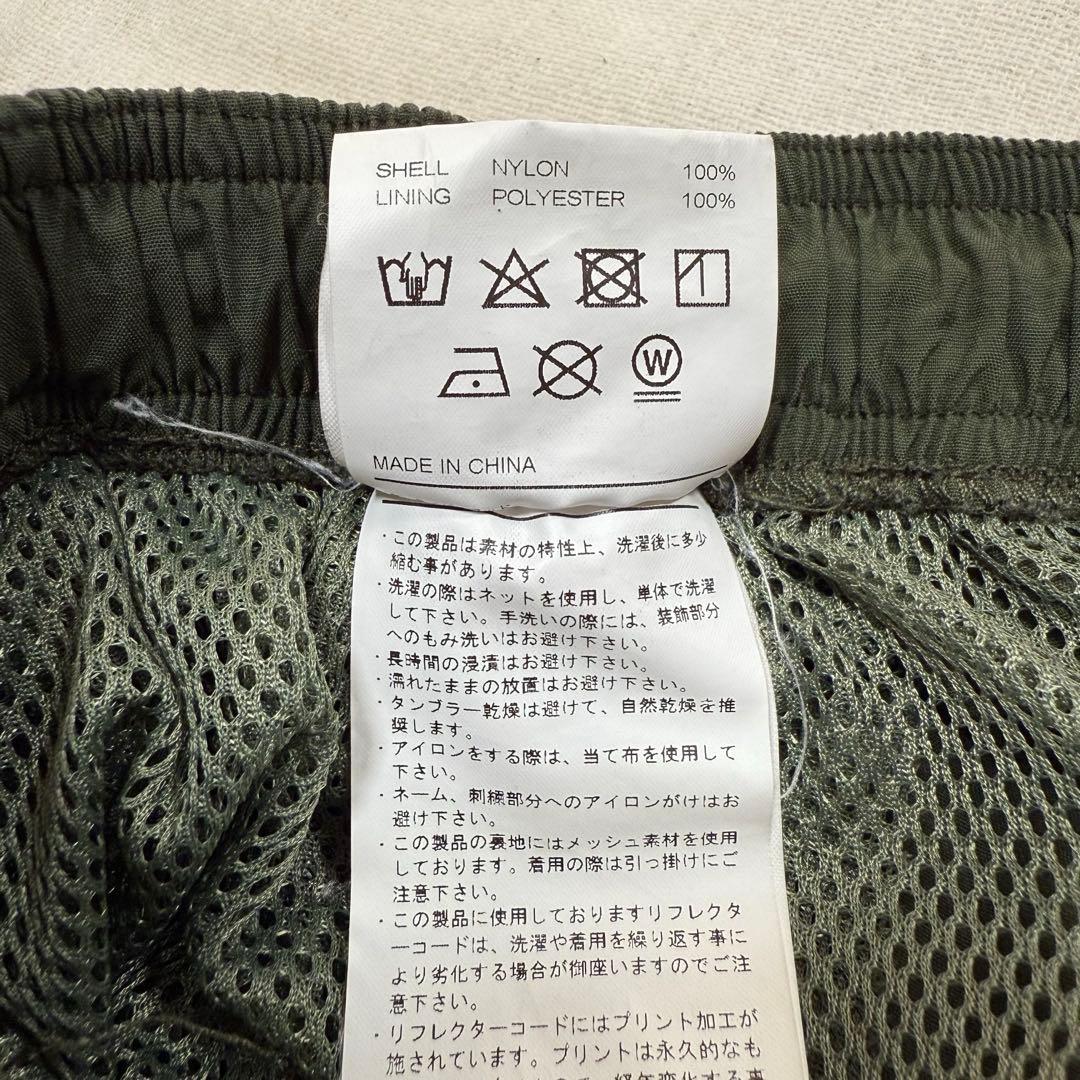 SHELL NYLON 100%
LINING POLYESTER 100%
W
MADE IN CHINA
・この製品は素材の特性上、洗濯後に多少
縮む事があります。
・洗濯の際はネットを使用し、単体で洗濯
して下さい。手洗いの際には、装飾部分
へのもみ洗いはお避け下さい。
・長時間の浸漬はお避け下さい。
・濡れたままの放置はお避け下さい。
・タンブラー乾燥は避けて、自然乾燥を推
奨します。
・アイロンをする際は、当て布を使用して
下さい。
・ネーム、刺繍部分へのアイロンがけはお
避け下さい。
・この製品の裏地にはメッシュ素材を使用
しております。着用の際は引っ掛けにご
注意下さい。
・この製品に使用しておりますリフレクタ
ーコードは、洗濯や着用を繰り返す事に
より劣化する場合が御座いますのでご注
意下さい。
・リフレクターコードにはプリント加工が
施されています。プリントは永久的なも
経年変化する事